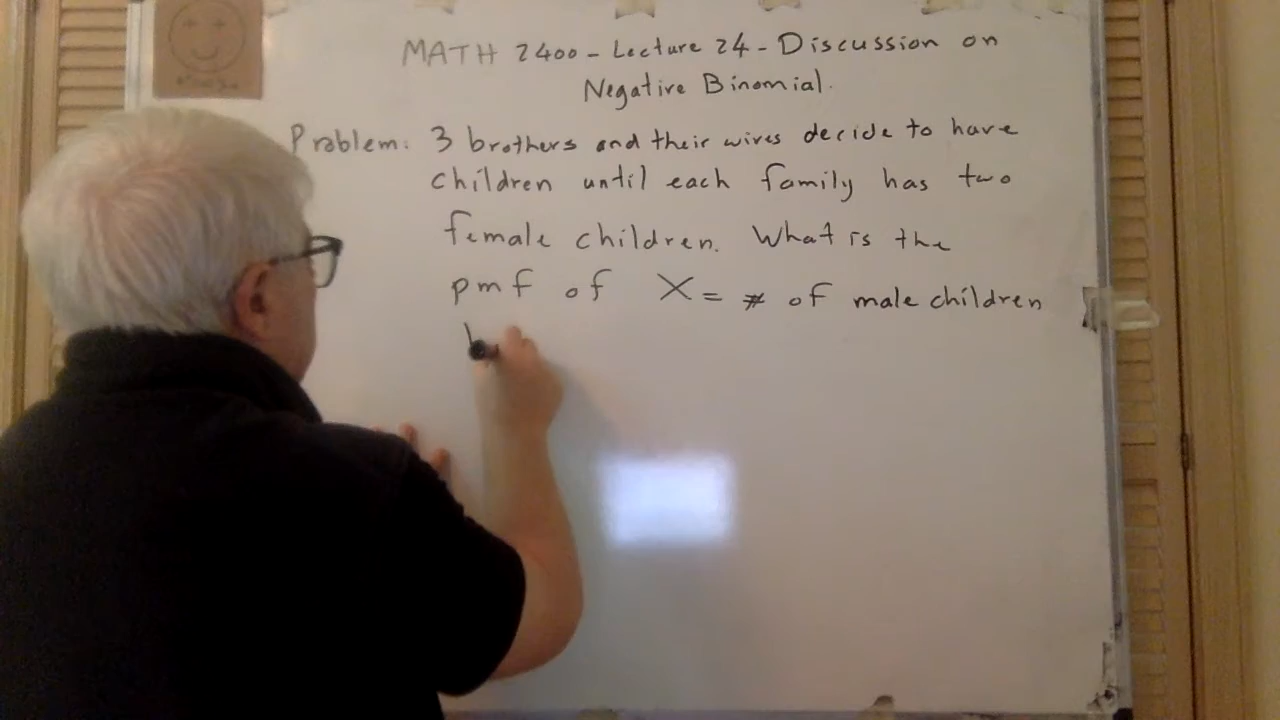 MATH 2400 - Lecture 24 - Discussion on
Negative Binomial.
Problem: 3 brothers and their wives decide to have
children until each family has two
female children. What is the
pmf of X = # of male children